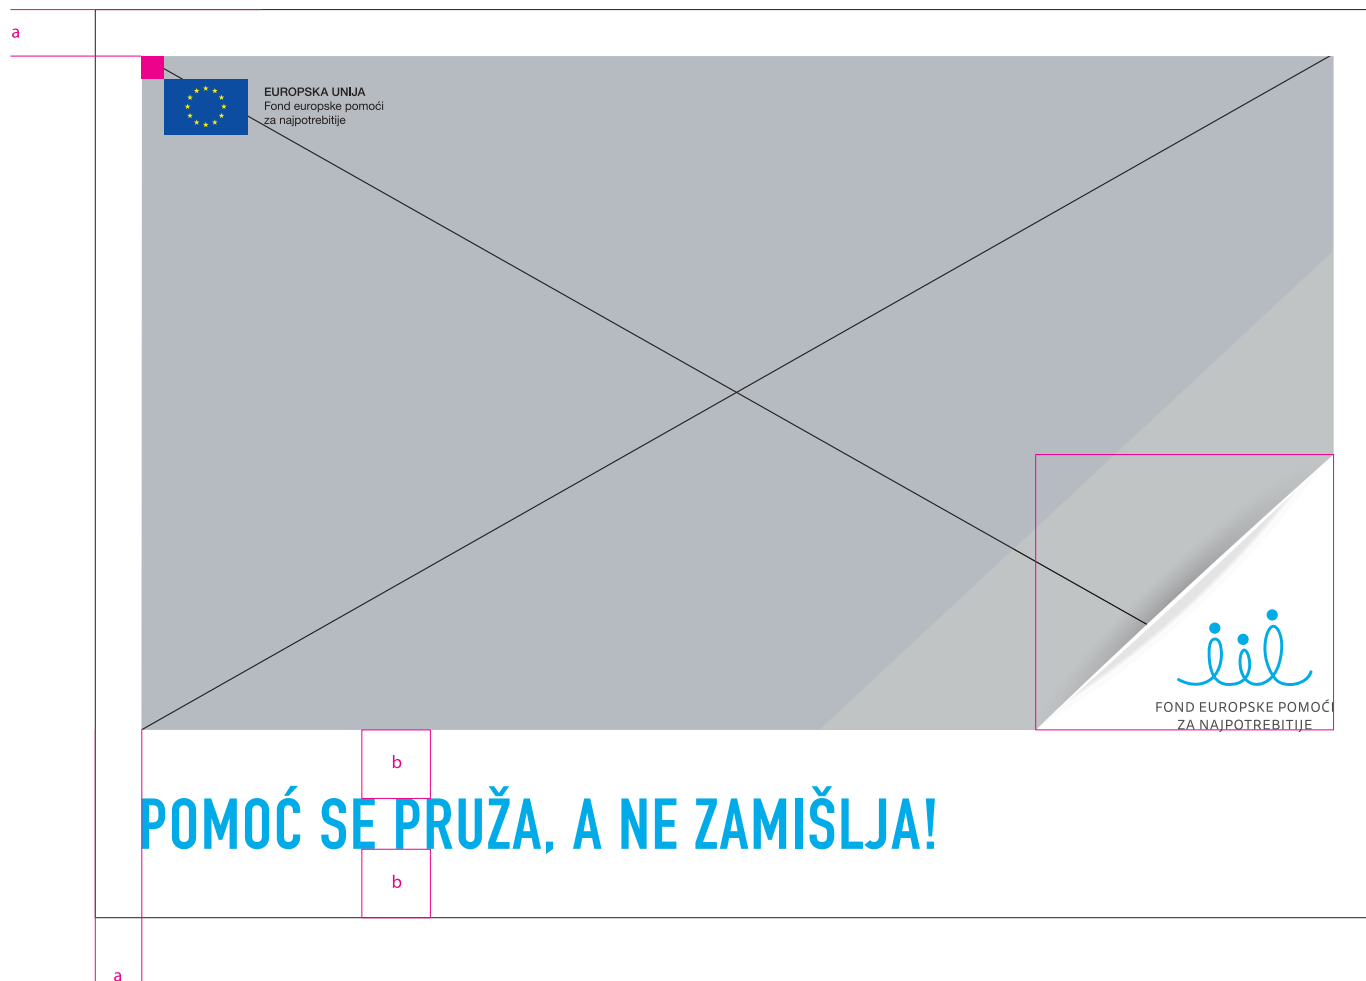 a
EUROPSKA UNIJA
Fond europske pomoći
za najpotrebitije
FOND EUROPSKE POMOĆI
ZA NAJPOTREBITIJE
b
POMOĆ SE PRUŽA, A NE ZAMIŠLJA!
b
a